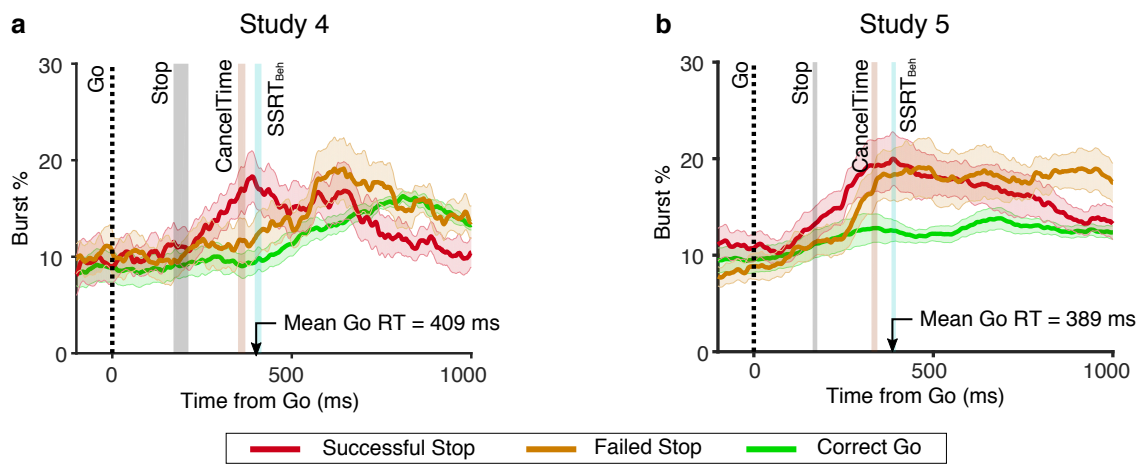 a
Study 4
30
20
10
0
Burst %
Go
Stop
CancelTime
SSRTBeh
Mean Go RT = 409 ms
0
500
1000
Time from Go (ms)
b
Study 5
30
20
10
0
Burst %
Go
Stop
CancelTime
SSRTBeh
Mean Go RT = 389 ms
0
500
1000
Time from Go (ms)
Successful Stop
Failed Stop
Correct Go